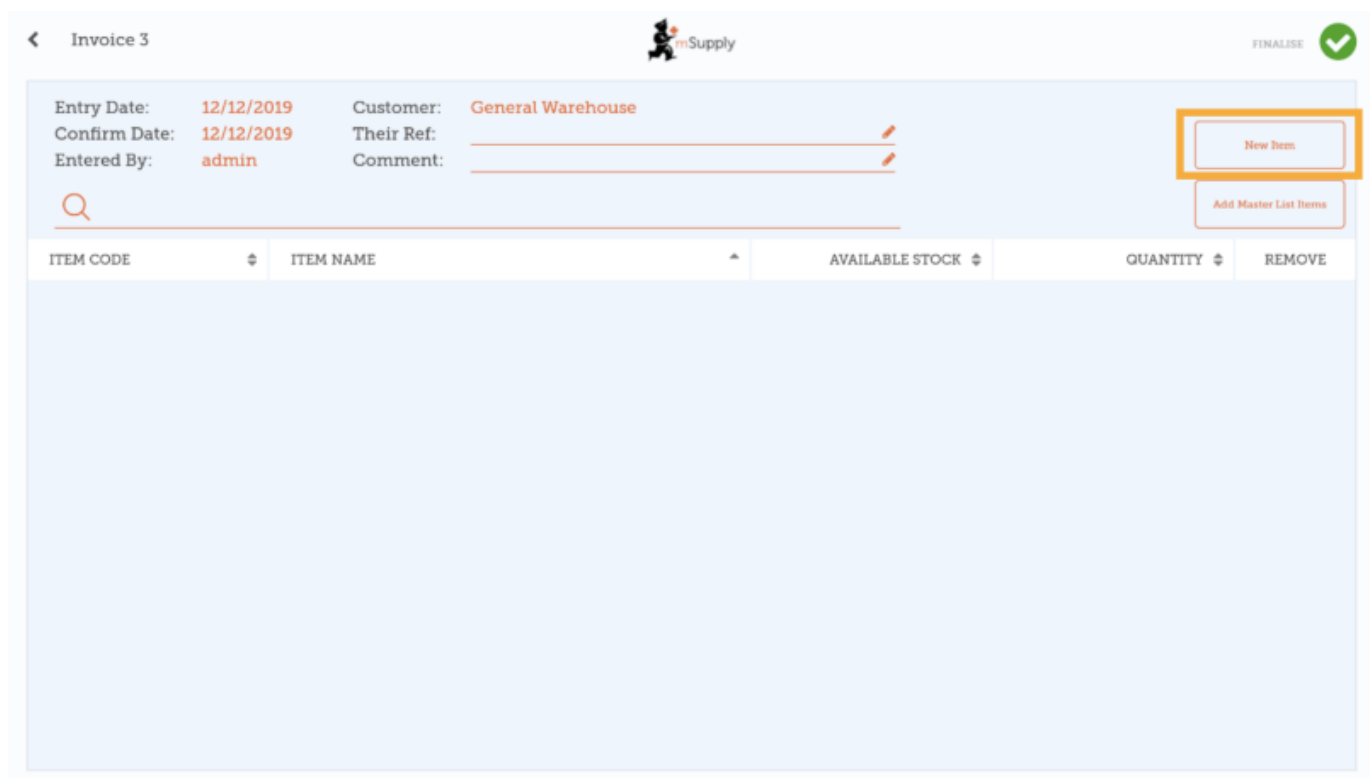 Invoice 3
mSupply
FINALISE
Entry Date: 12/12/2019 Customer: General Warehouse
Confirm Date: 12/12/2019 Their Ref:
Entered By: admin Comment:
New Item
Add Master List Items
ITEM CODE ITEM NAME AVAILABLE STOCK QUANTITY REMOVE